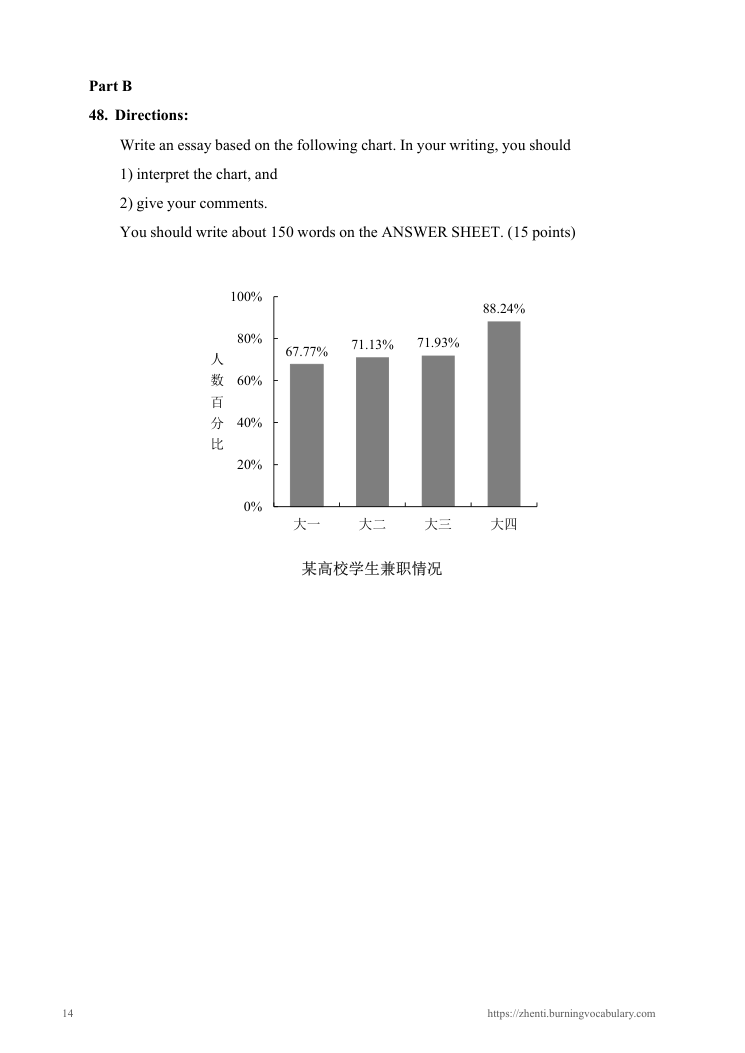 Part B
48. Directions:
Write an essay based on the following chart. In your writing, you should
1) interpret the chart, and
2) give your comments.
You should write about 150 words on the ANSWER SHEET. (15 points)
人数百分比
100%
80%
60%
40%
20%
0%
67.77%
71.13%
71.93%
88.24%
大一
大二
大三
大四
某高校学生兼职情况
14
https://zhenti.burningvocabulary.com